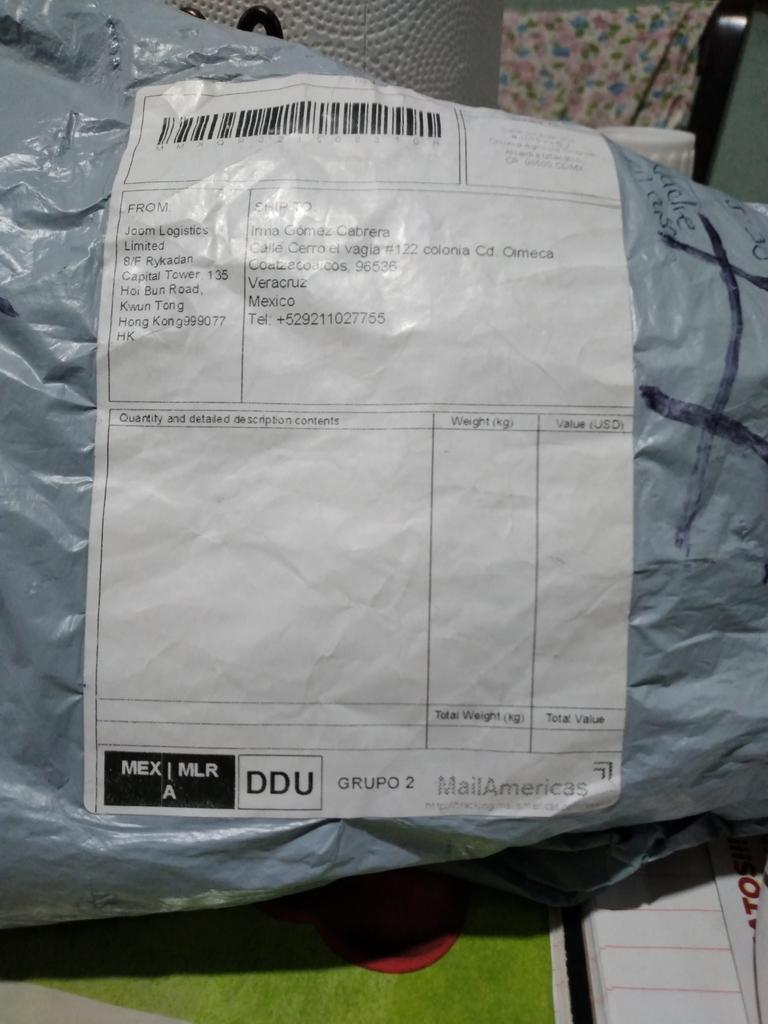 FROM:
Joom Logistics
Limited
8/F Rykadan
Capital Tower, 135
Hoi Bun Road,
Kwun Tong
Hong Kong999077
HK
SHIP TO:
Irma Gómez Cabrera
Calle Cerro el vagia #122 colonia Cd. Olmeca
Coatzacoalcos, 96536
Veracruz
Mexico
Tel: +529211027755
Quantity and detailed description contents
Weight (kg)
Value (USD)
Total Weight (kg)
Total Value
MEX | MLR
A
DDU
GRUPO 2
MailAmericas